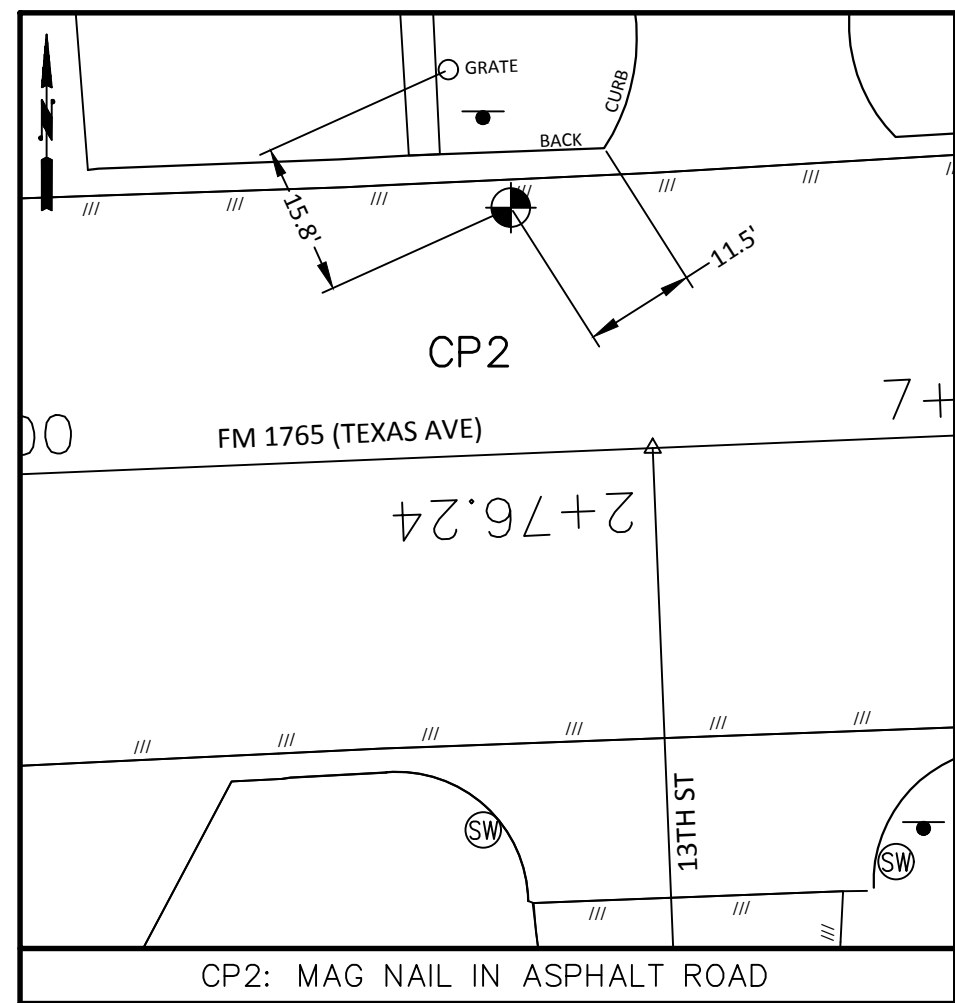 N
GRATE
CURB
BACK
15.8'
11.5'
CP2
7+
00
FM 1765 (TEXAS AVE)
2+76.24
13TH ST
SW
SW
CP2: MAG NAIL IN ASPHALT ROAD